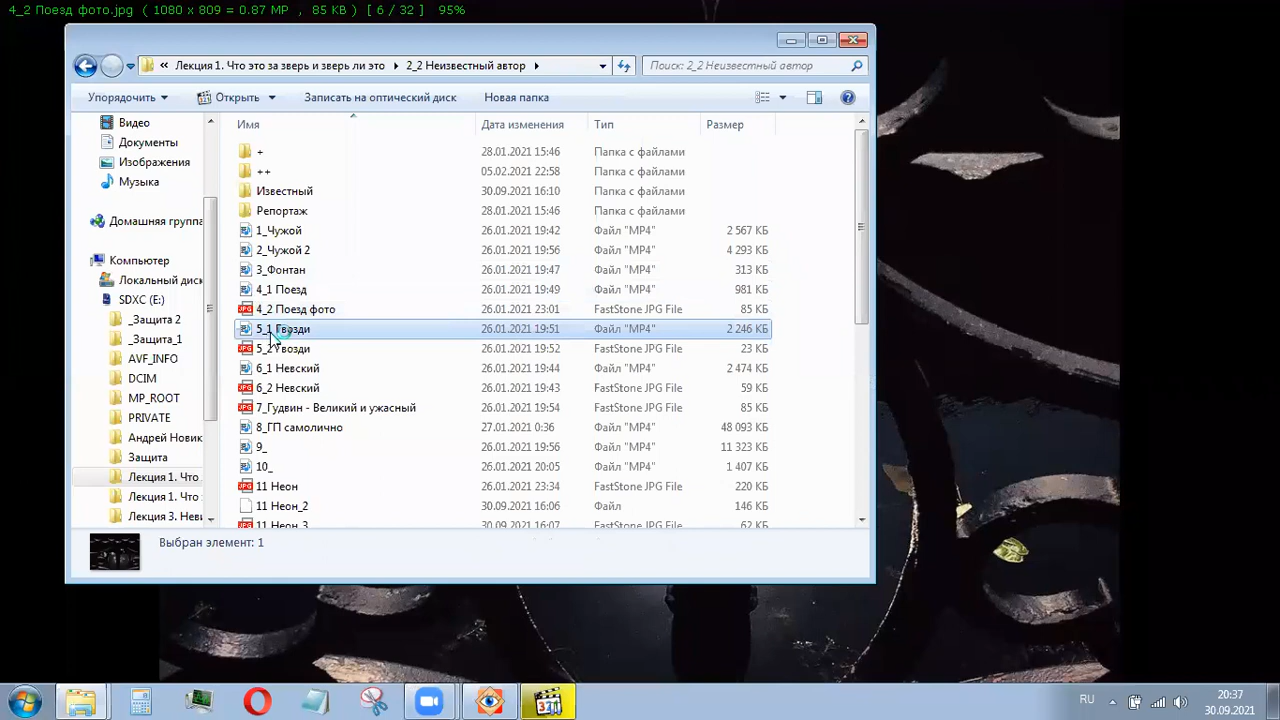 4_2 Поезд фото.jpg ( 1080 x 809 = 0.87 MP , 85 KB ) [ 6 / 32 ] 95%
« Лекция 1. Что это за зверь и зверь ли это 2_2 Неизвестный автор
Поиск: 2_2 Неизвестный автор
Упорядочить Открыть Записать на оптический диск Новая папка
Имя Дата изменения Тип Размер
Видео
Документы
Изображения
Музыка
Домашняя группа
Компьютер
Локальный диск
SDXC (E:)
_Защита 2
_Защита_1
AVF_INFO
DCIM
MP_ROOT
PRIVATE
Андрей Новик
Защита
Лекция 1. Что
Лекция 1. Что
Лекция 3. Неви
+ 28.01.2021 15:46 Папка с файлами
++ 05.02.2021 22:58 Папка с файлами
Известный 30.09.2021 16:10 Папка с файлами
Репортаж 28.01.2021 15:46 Папка с файлами
1_Чужой 26.01.2021 19:42 Файл "MP4" 2 567 КБ
2_Чужой 2 26.01.2021 19:56 Файл "MP4" 4 293 КБ
3_Фонтан 26.01.2021 19:47 Файл "MP4" 313 КБ
4_1 Поезд 26.01.2021 19:49 Файл "MP4" 981 КБ
4_2 Поезд фото 26.01.2021 23:01 FastStone JPG File 85 КБ
5_1 Гвозди 26.01.2021 19:51 Файл "MP4" 2 246 КБ
5_2 Гвозди 26.01.2021 19:52 FastStone JPG File 23 КБ
6_1 Невский 26.01.2021 19:43 Файл "MP4" 2 474 КБ
6_2 Невский 26.01.2021 19:43 FastStone JPG File 59 КБ
7_Гудвин - Великий и ужасный 26.01.2021 19:54 FastStone JPG File 85 КБ
8_ГП самолично 27.01.2021 0:36 Файл "MP4" 48 093 КБ
9_ 26.01.2021 19:56 Файл "MP4" 11 323 КБ
10_ 26.01.2021 20:05 Файл "MP4" 1 407 КБ
11 Неон 26.01.2021 23:34 FastStone JPG File 220 КБ
11 Неон_2 30.09.2021 16:06 Файл 146 КБ
11 Неон_3 30.09.2021 16:07 FastStone JPG File 62 КБ
Выбран элемент: 1
RU
20:37
30.09.2021